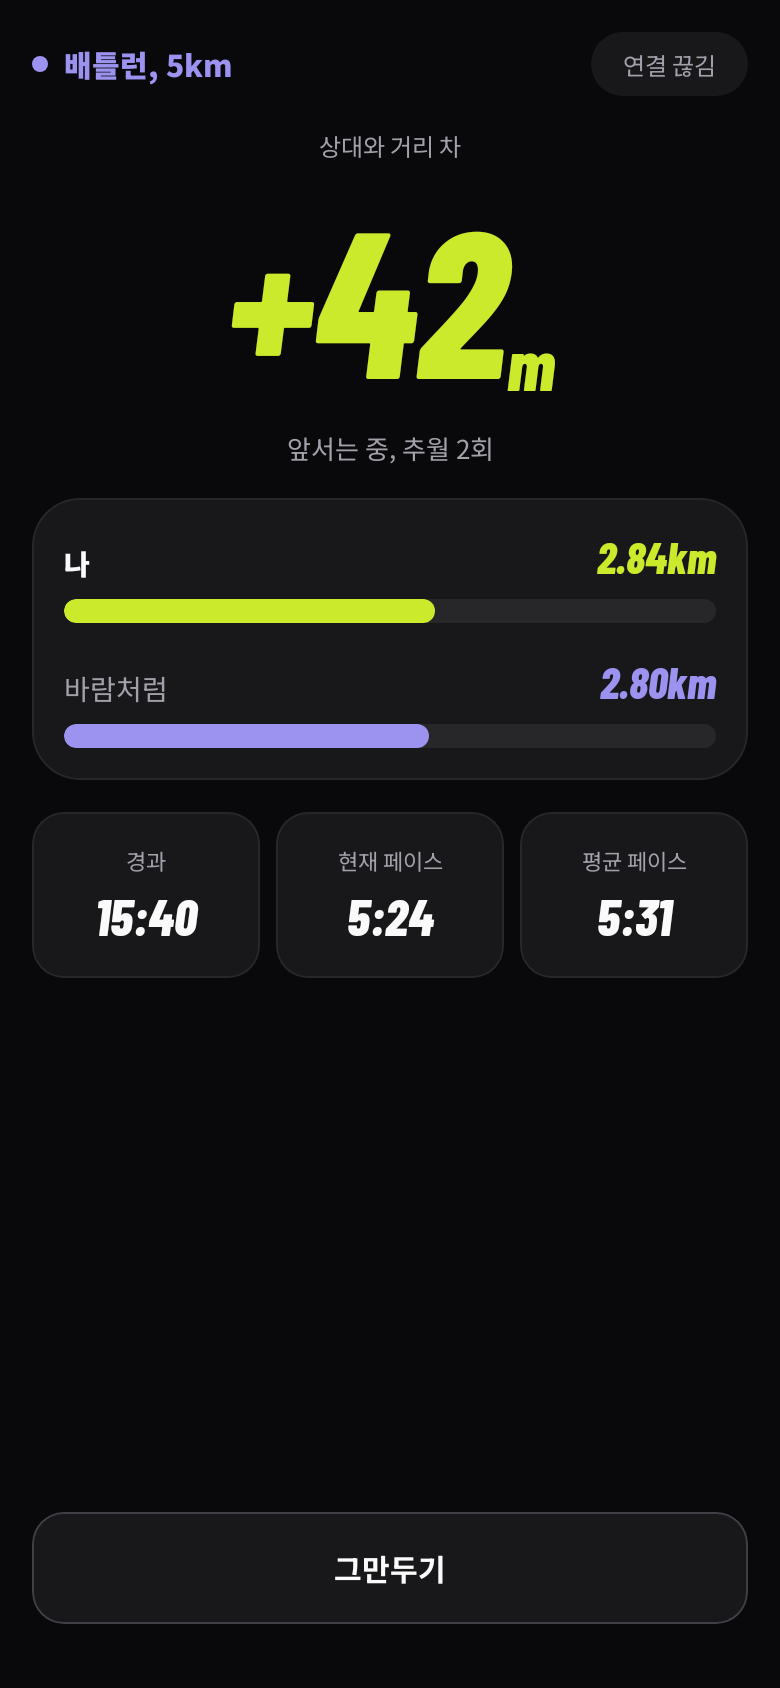 배틀런, 5km
연결 끊김
상대와 거리 차
+42m
앞서는 중, 추월 2회
나 2.84km
바람처럼 2.80km
경과 현재 페이스 평균 페이스
15:40 5:24 5:31
그만두기